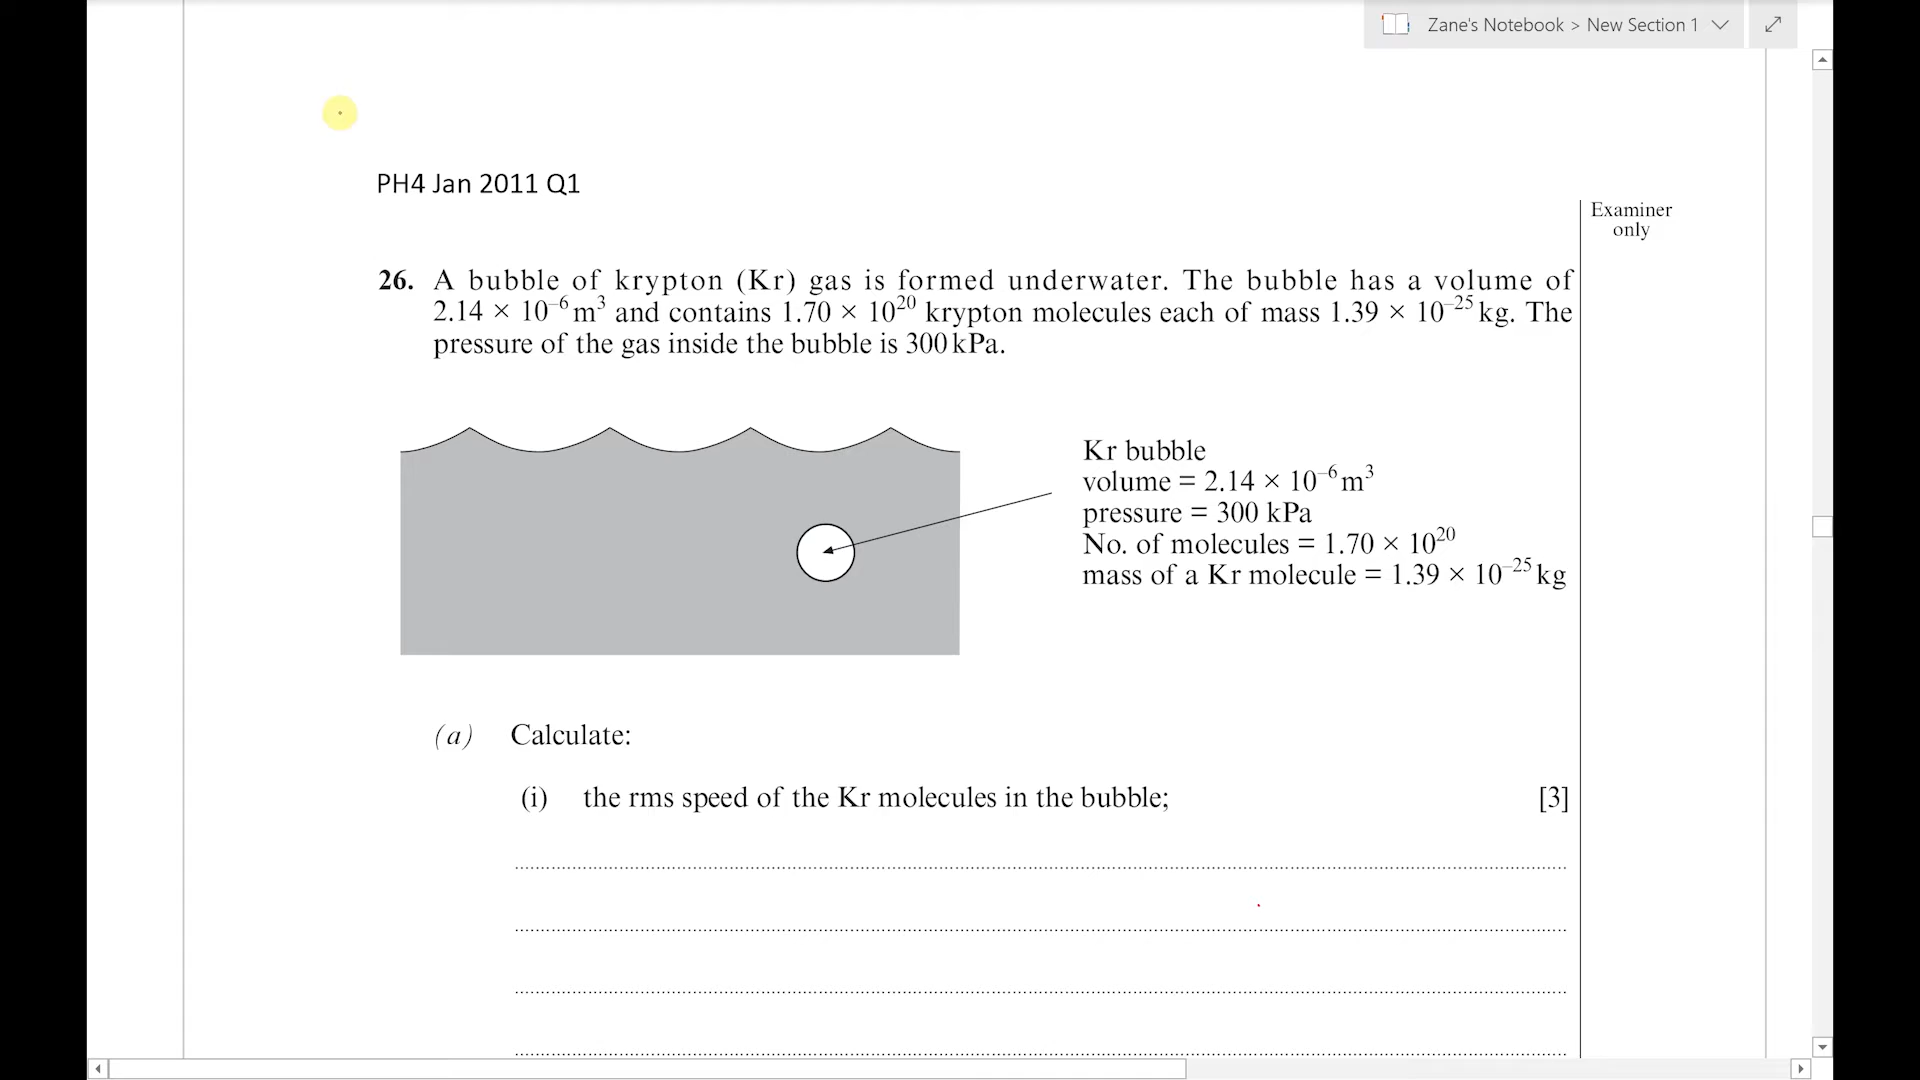 Zane's Notebook > New Section 1
PH4 Jan 2011 Q1
Examiner
only
26. A bubble of krypton (Kr) gas is formed underwater. The bubble has a volume of
2.14 × 10⁻⁶ m³ and contains 1.70 × 10²⁰ krypton molecules each of mass 1.39 × 10⁻²⁵ kg. The
pressure of the gas inside the bubble is 300 kPa.
Kr bubble
volume = 2.14 × 10⁻⁶ m³
pressure = 300 kPa
No. of molecules = 1.70 × 10²⁰
mass of a Kr molecule = 1.39 × 10⁻²⁵ kg
(a) Calculate:
(i) the rms speed of the Kr molecules in the bubble; [3]